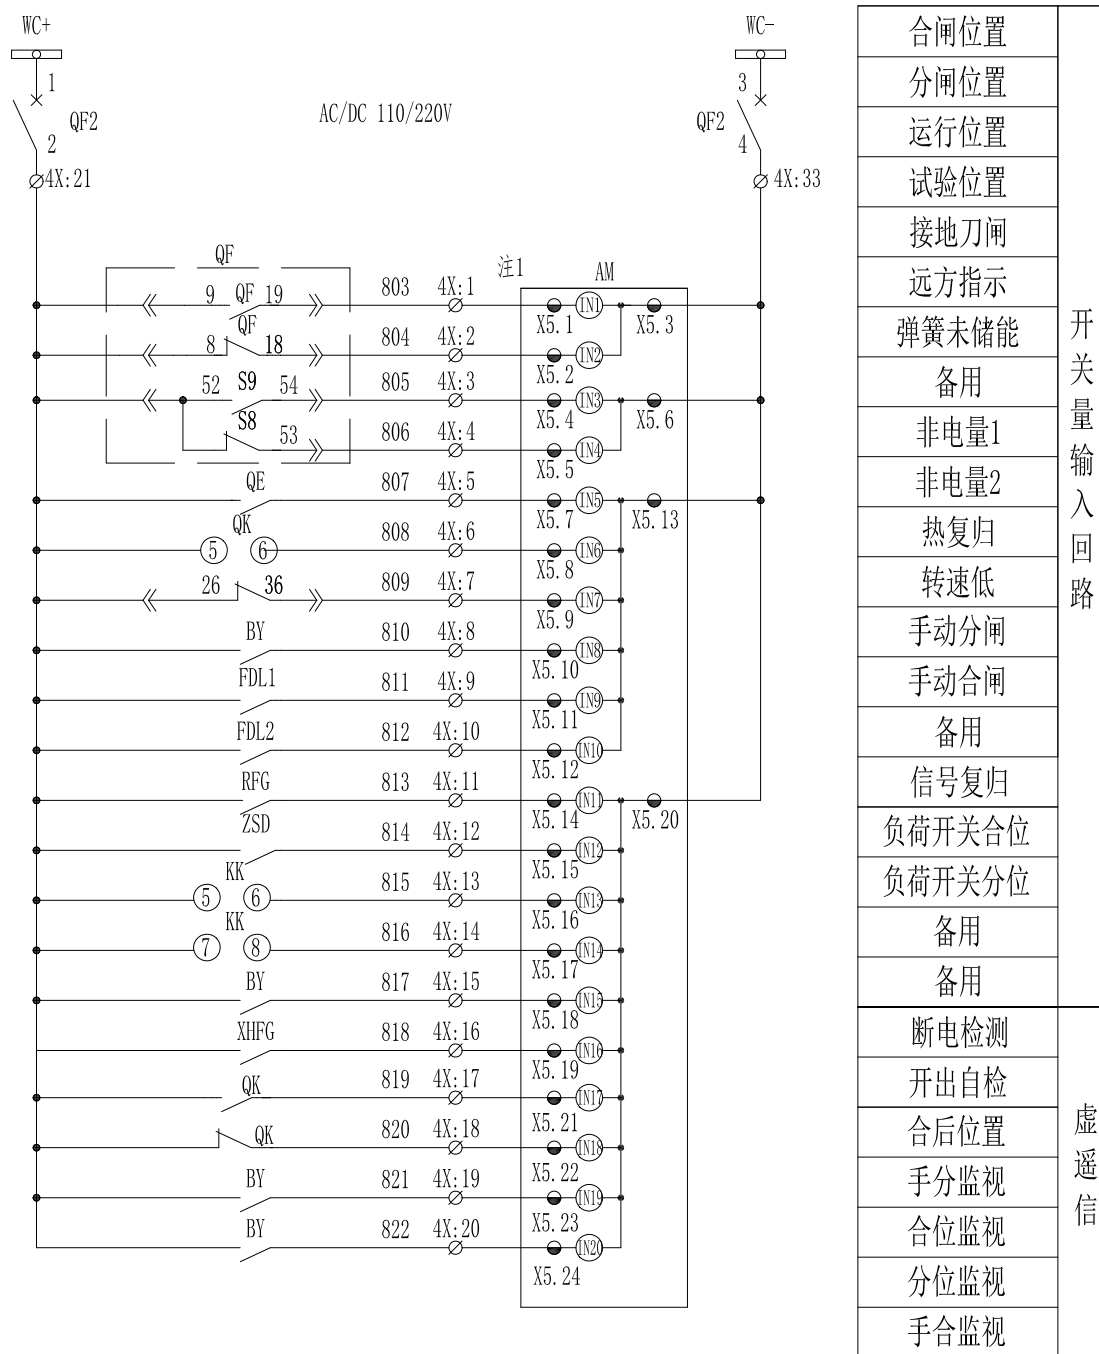 WC+
WC-
1
3
QF2
AC/DC 110/220V
QF2
2
4
4X:21
4X:33
QF
注1
AM
9 QF 19 803 4X:1 X5.1 IN1 X5.3
QF
8 18 804 4X:2 X5.2 IN2
52 S9 54 805 4X:3 X5.4 IN3 X5.6
S8
53 806 4X:4 X5.5 IN4
QE 807 4X:5 X5.7 IN5 X5.13
QK
5 6 808 4X:6 X5.8 IN6
26 36 809 4X:7 X5.9 IN7
BY 810 4X:8 X5.10 IN8
FDL1 811 4X:9 X5.11 IN9
FDL2 812 4X:10 X5.12 IN10
RFG 813 4X:11 X5.14 IN11 X5.20
ZSD 814 4X:12 X5.15 IN12
KK
5 6 815 4X:13 X5.16 IN13
KK
7 8 816 4X:14 X5.17 IN14
BY 817 4X:15 X5.18 IN15
XHFG 818 4X:16 X5.19 IN16
QK 819 4X:17 X5.21 IN17
QK 820 4X:18 X5.22 IN18
BY 821 4X:19 X5.23 IN19
BY 822 4X:20 X5.24 IN20
合闸位置
分闸位置
运行位置
试验位置
接地刀闸
远方指示
弹簧未储能
备用
非电量1
非电量2
热复归
转速低
手动分闸
手动合闸
备用
信号复归
负荷开关合位
负荷开关分位
备用
备用
开关量输入回路
断电检测
开出自检
合后位置
手分监视
合位监视
分位监视
手合监视
虚遥信